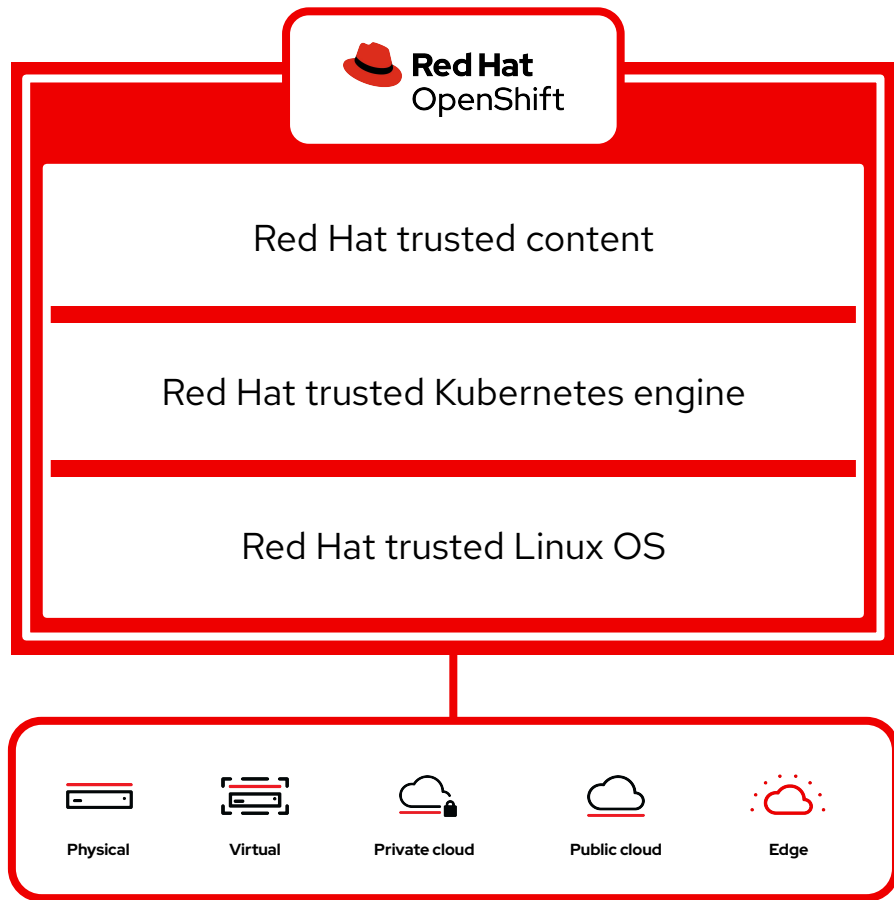 Red Hat
OpenShift
Red Hat trusted content
Red Hat trusted Kubernetes engine
Red Hat trusted Linux OS
Physical
Virtual
Private cloud
Public cloud
Edge